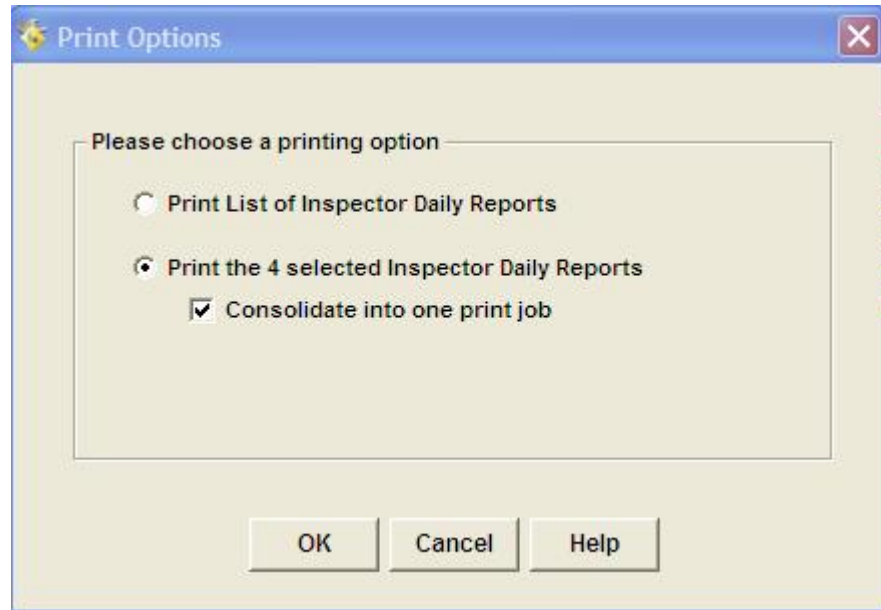 Print Options
Please choose a printing option
Print List of Inspector Daily Reports
Print the 4 selected Inspector Daily Reports
Consolidate into one print job
OK Cancel Help